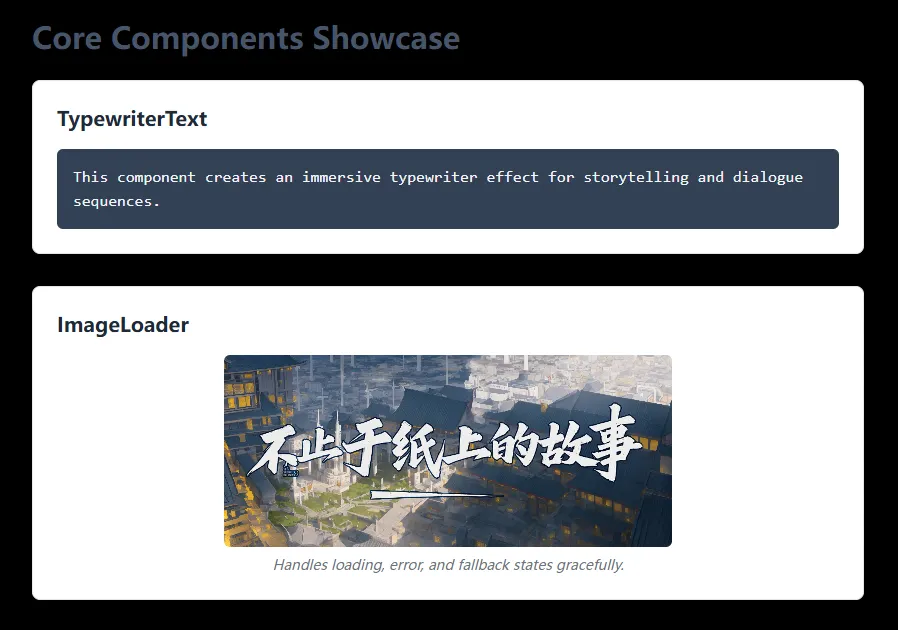 Core Components Showcase
TypewriterText
This component creates an immersive typewriter effect for storytelling and dialogue
sequences.
ImageLoader
不止于纸上的故事
Handles loading, error, and fallback states gracefully.